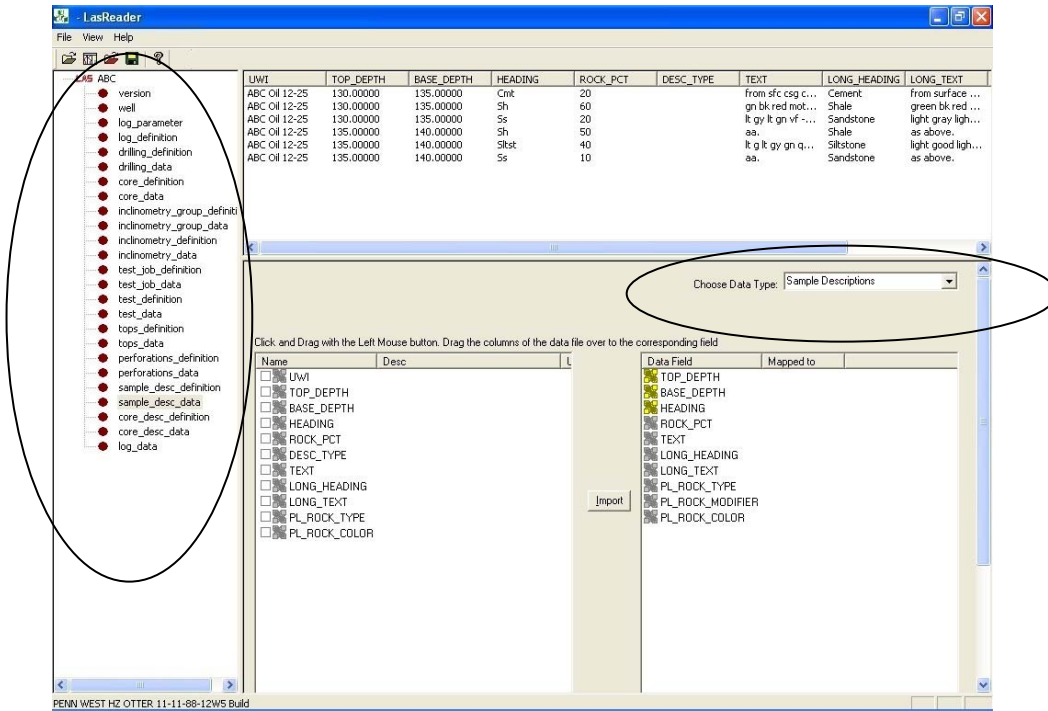 - LasReader
File View Help
LAS ABC
version
well
log_parameter
log_definition
drilling_definition
drilling_data
core_definition
core_data
inclinometry_group_definiti
inclinometry_group_data
inclinometry_definition
inclinometry_data
test_job_definition
test_job_data
test_definition
test_data
tops_definition
tops_data
perforations_definition
perforations_data
sample_desc_definition
sample_desc_data
core_desc_definition
core_desc_data
log_data
UWI TOP_DEPTH BASE_DEPTH HEADING ROCK_PCT DESC_TYPE TEXT LONG_HEADING LONG_TEXT
ABC Oil 12-25 130.00000 135.00000 Cmt 20 from sfc csg c... Cement from surface ...
ABC Oil 12-25 130.00000 135.00000 Sh 60 gn bk red mot... Shale green bk red ...
ABC Oil 12-25 130.00000 135.00000 Ss 20 lt gy lt gn vf -... Sandstone light gray ligh...
ABC Oil 12-25 135.00000 140.00000 Sh 50 aa. Shale as above.
ABC Oil 12-25 135.00000 140.00000 Sltst 40 lt g lt gy gn q... Siltstone light good ligh...
ABC Oil 12-25 135.00000 140.00000 Ss 10 aa. Sandstone as above.
Choose Data Type: Sample Descriptions
Click and Drag with the Left Mouse button. Drag the columns of the data file over to the corresponding field
Name Desc
UWI
TOP_DEPTH
BASE_DEPTH
HEADING
ROCK_PCT
DESC_TYPE
TEXT
LONG_HEADING
LONG_TEXT
PL_ROCK_TYPE
PL_ROCK_COLOR
Import
Data Field Mapped to
TOP_DEPTH
BASE_DEPTH
HEADING
ROCK_PCT
TEXT
LONG_HEADING
LONG_TEXT
PL_ROCK_TYPE
PL_ROCK_MODIFIER
PL_ROCK_COLOR
PENN WEST HZ OTTER 11-11-88-12W5 Build